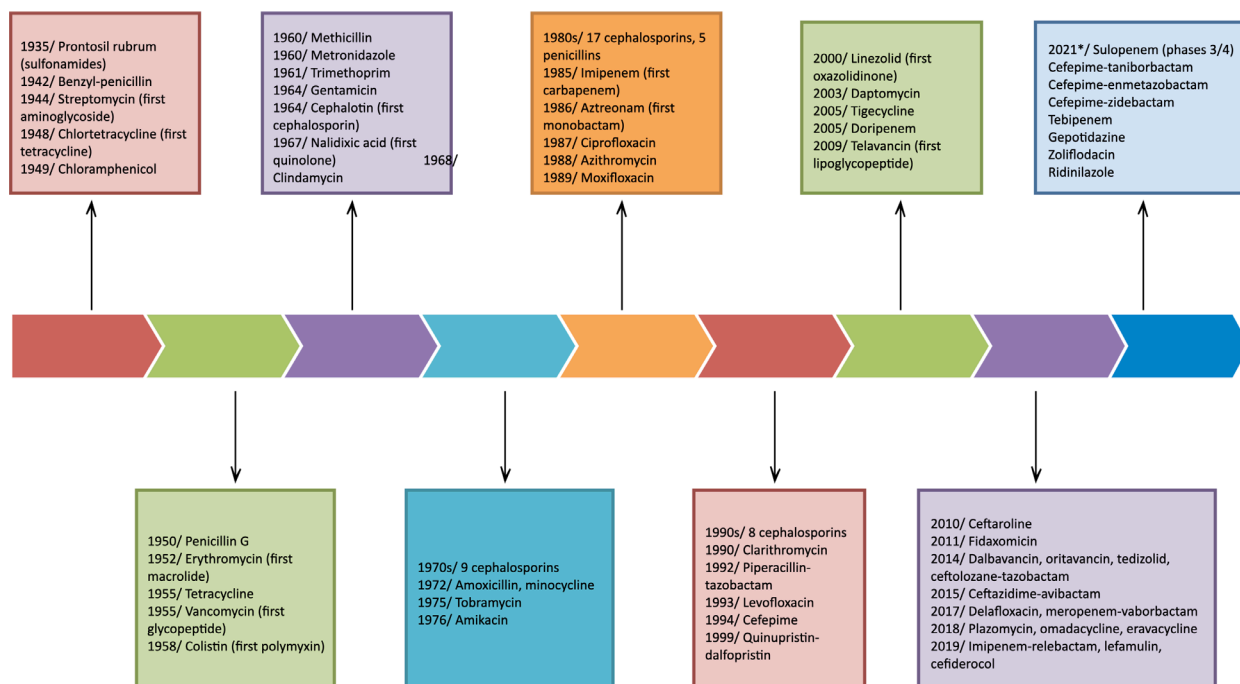 1935/ Prontosil rubrum
(sulfonamides)
1942/ Benzyl-penicillin
1944/ Streptomycin (first
aminoglycoside)
1948/ Chlortetracycline (first
tetracycline)
1949/ Chloramphenicol
1960/ Methicillin
1960/ Metronidazole
1961/ Trimethoprim
1964/ Gentamicin
1964/ Cephalotin (first
cephalosporin)
1967/ Nalidixic acid (first
quinolone) 1968/
Clindamycin
1980s/ 17 cephalosporins, 5
penicillins
1985/ Imipenem (first
carbapenem)
1986/ Aztreonam (first
monobactam)
1987/ Ciprofloxacin
1988/ Azithromycin
1989/ Moxifloxacin
2000/ Linezolid (first
oxazolidinone)
2003/ Daptomycin
2005/ Tigecycline
2005/ Doripenem
2009/ Telavancin (first
lipoglycopeptide)
2021*/ Sulopenem (phases 3/4)
Cefepime-taniborbactam
Cefepime-enmetazobactam
Cefepime-zidebactam
Tebipenem
Gepotidazine
Zoliflodacin
Ridinilazole
1950/ Penicillin G
1952/ Erythromycin (first
macrolide)
1955/ Tetracycline
1955/ Vancomycin (first
glycopeptide)
1958/ Colistin (first polymyxin)
1970s/ 9 cephalosporins
1972/ Amoxicillin, minocycline
1975/ Tobramycin
1976/ Amikacin
1990s/ 8 cephalosporins
1990/ Clarithromycin
1992/ Piperacillin-
tazobactam
1993/ Levofloxacin
1994/ Cefepime
1999/ Quinupristin-
dalfopristin
2010/ Ceftaroline
2011/ Fidaxomicin
2014/ Dalbavancin, oritavancin, tedizolid,
ceftolozane-tazobactam
2015/ Ceftazidime-avibactam
2017/ Delafloxacin, meropenem-vaborbactam
2018/ Plazomycin, omadacycline, eravacycline
2019/ Imipenem-relebactam, lefamulin,
cefiderocol